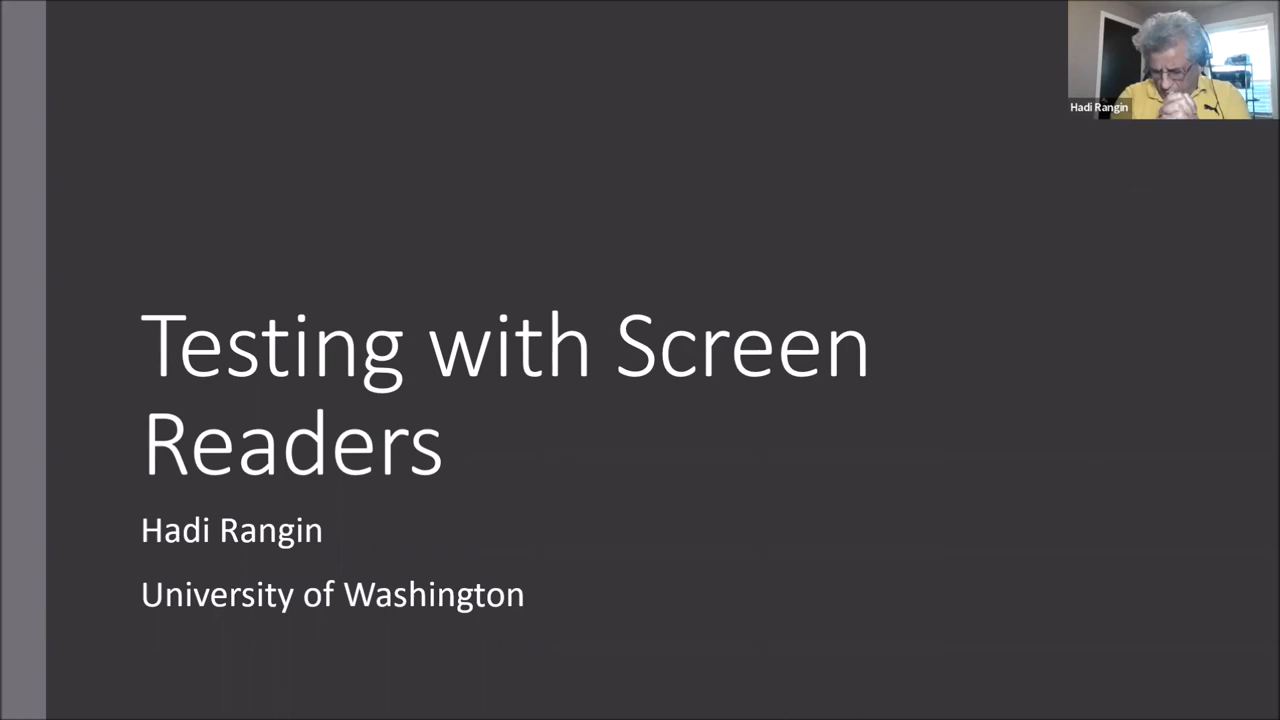 Hadi Rangin
Testing with Screen
Readers
Hadi Rangin
University of Washington